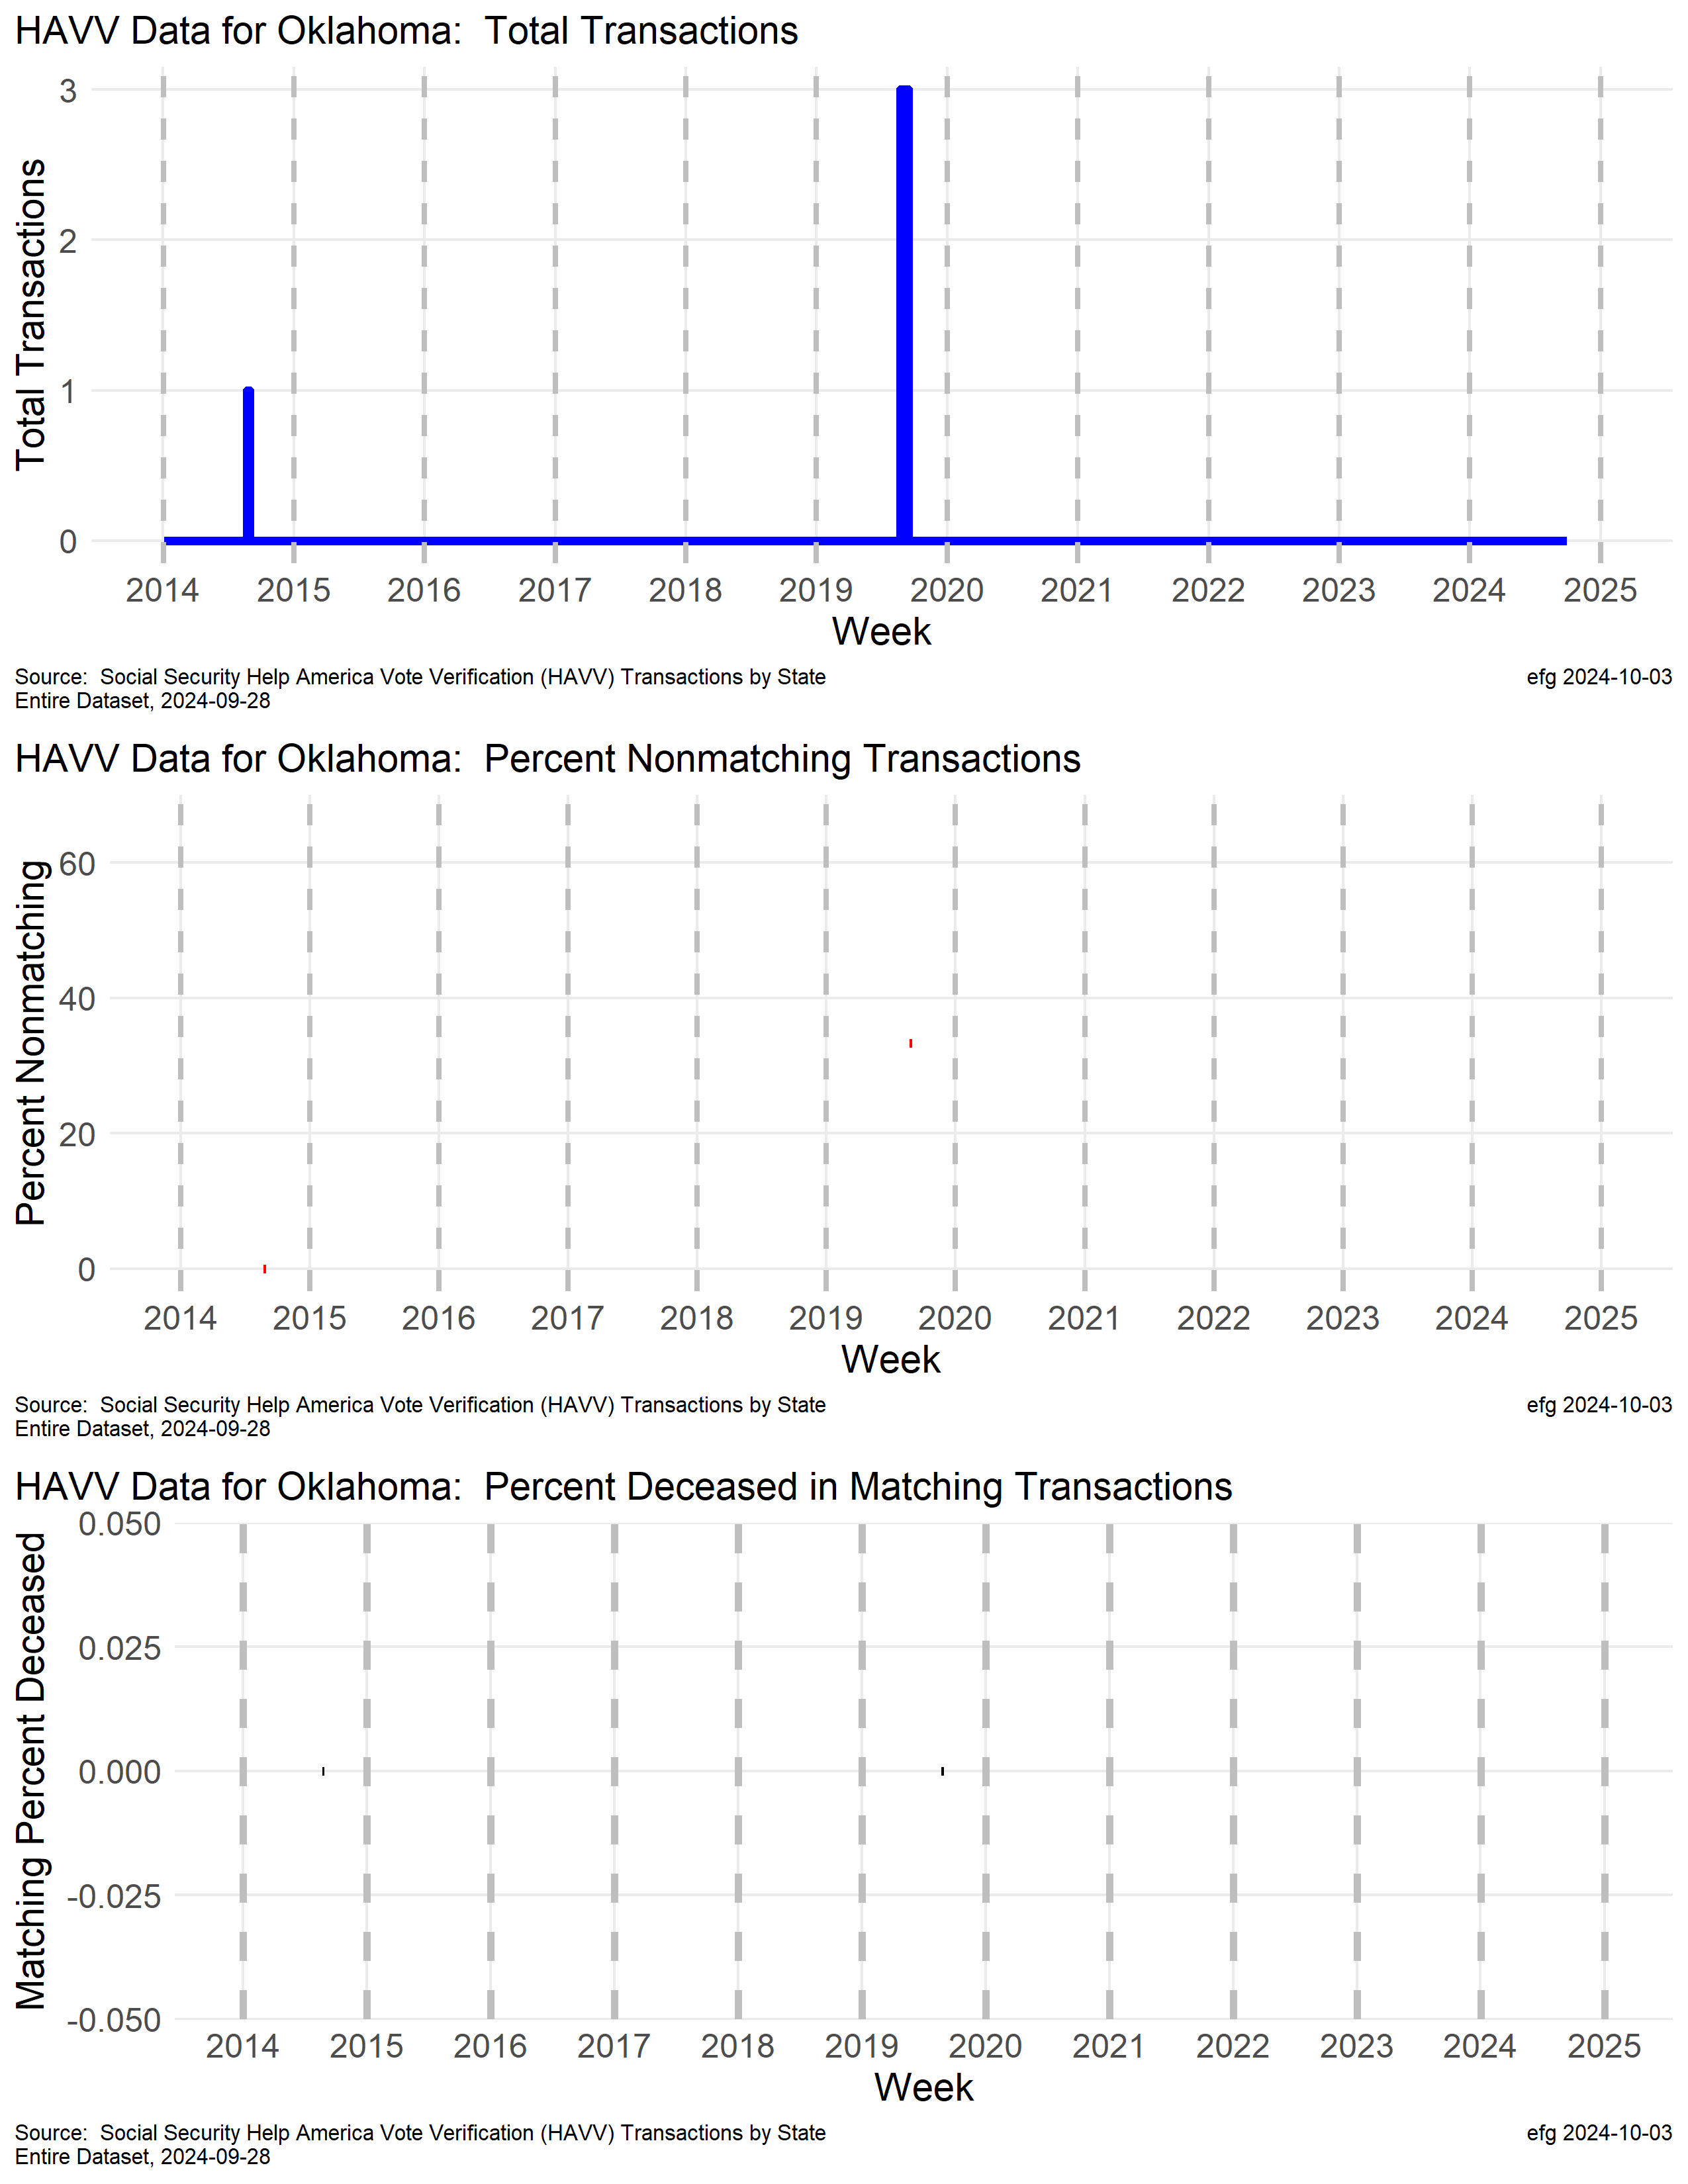 HAVV Data for Oklahoma:  Total Transactions
Total Transactions
3
2
1
0
2014 2015 2016 2017 2018 2019 2020 2021 2022 2023 2024 2025
Week
Source:  Social Security Help America Vote Verification (HAVV) Transactions by State
Entire Dataset, 2024-09-28
efg 2024-10-03
HAVV Data for Oklahoma:  Percent Nonmatching Transactions
Percent Nonmatching
60
40
20
0
2014 2015 2016 2017 2018 2019 2020 2021 2022 2023 2024 2025
Week
Source:  Social Security Help America Vote Verification (HAVV) Transactions by State
Entire Dataset, 2024-09-28
efg 2024-10-03
HAVV Data for Oklahoma:  Percent Deceased in Matching Transactions
Matching Percent Deceased
0.050
0.025
0.000
-0.025
-0.050
2014 2015 2016 2017 2018 2019 2020 2021 2022 2023 2024 2025
Week
Source:  Social Security Help America Vote Verification (HAVV) Transactions by State
Entire Dataset, 2024-09-28
efg 2024-10-03